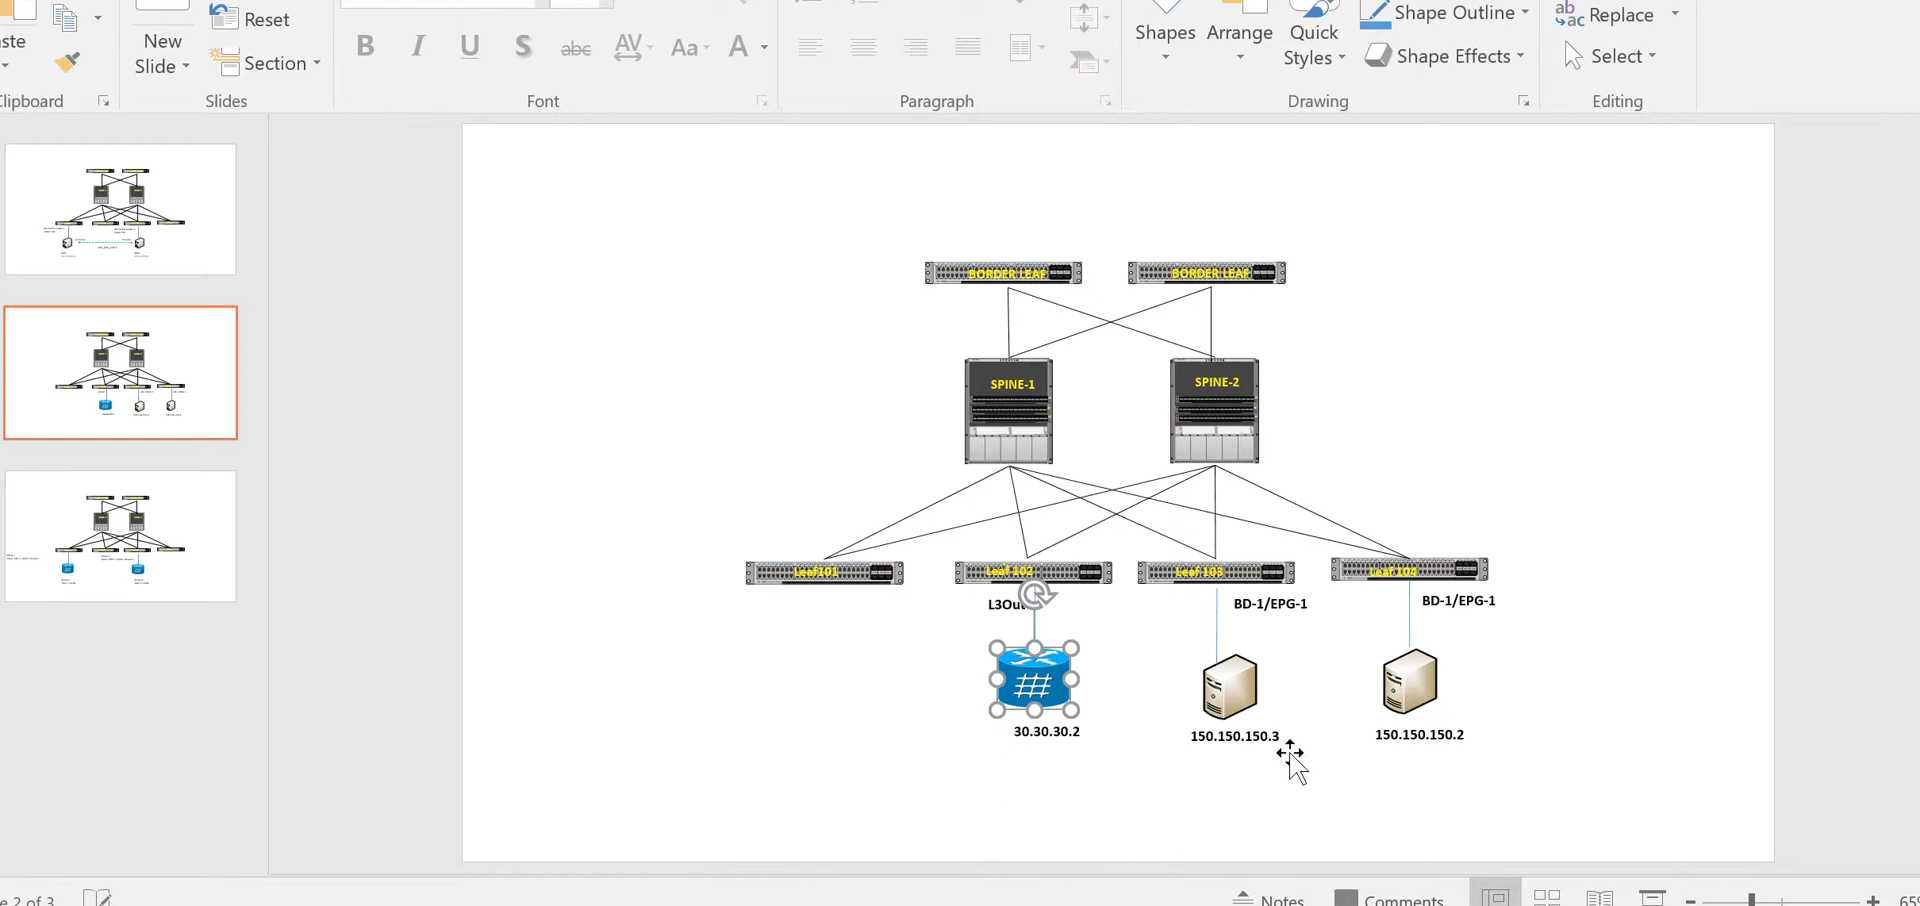 Reset
New
Slide
Section
Clipboard
Slides
B I U S abc AV Aa A
Font
Paragraph
Shapes
Arrange
Quick
Styles
Shape Outline
Shape Effects
Drawing
Replace
Select
Editing
BORDER LEAF
BORDER LEAF
SPINE-1
SPINE-2
Leaf101
Leaf 102
Leaf 103
Leaf 104
L3Out
BD-1/EPG-1
BD-1/EPG-1
30.30.30.2
150.150.150.3
150.150.150.2
2 of 3
Notes
Comments
65%